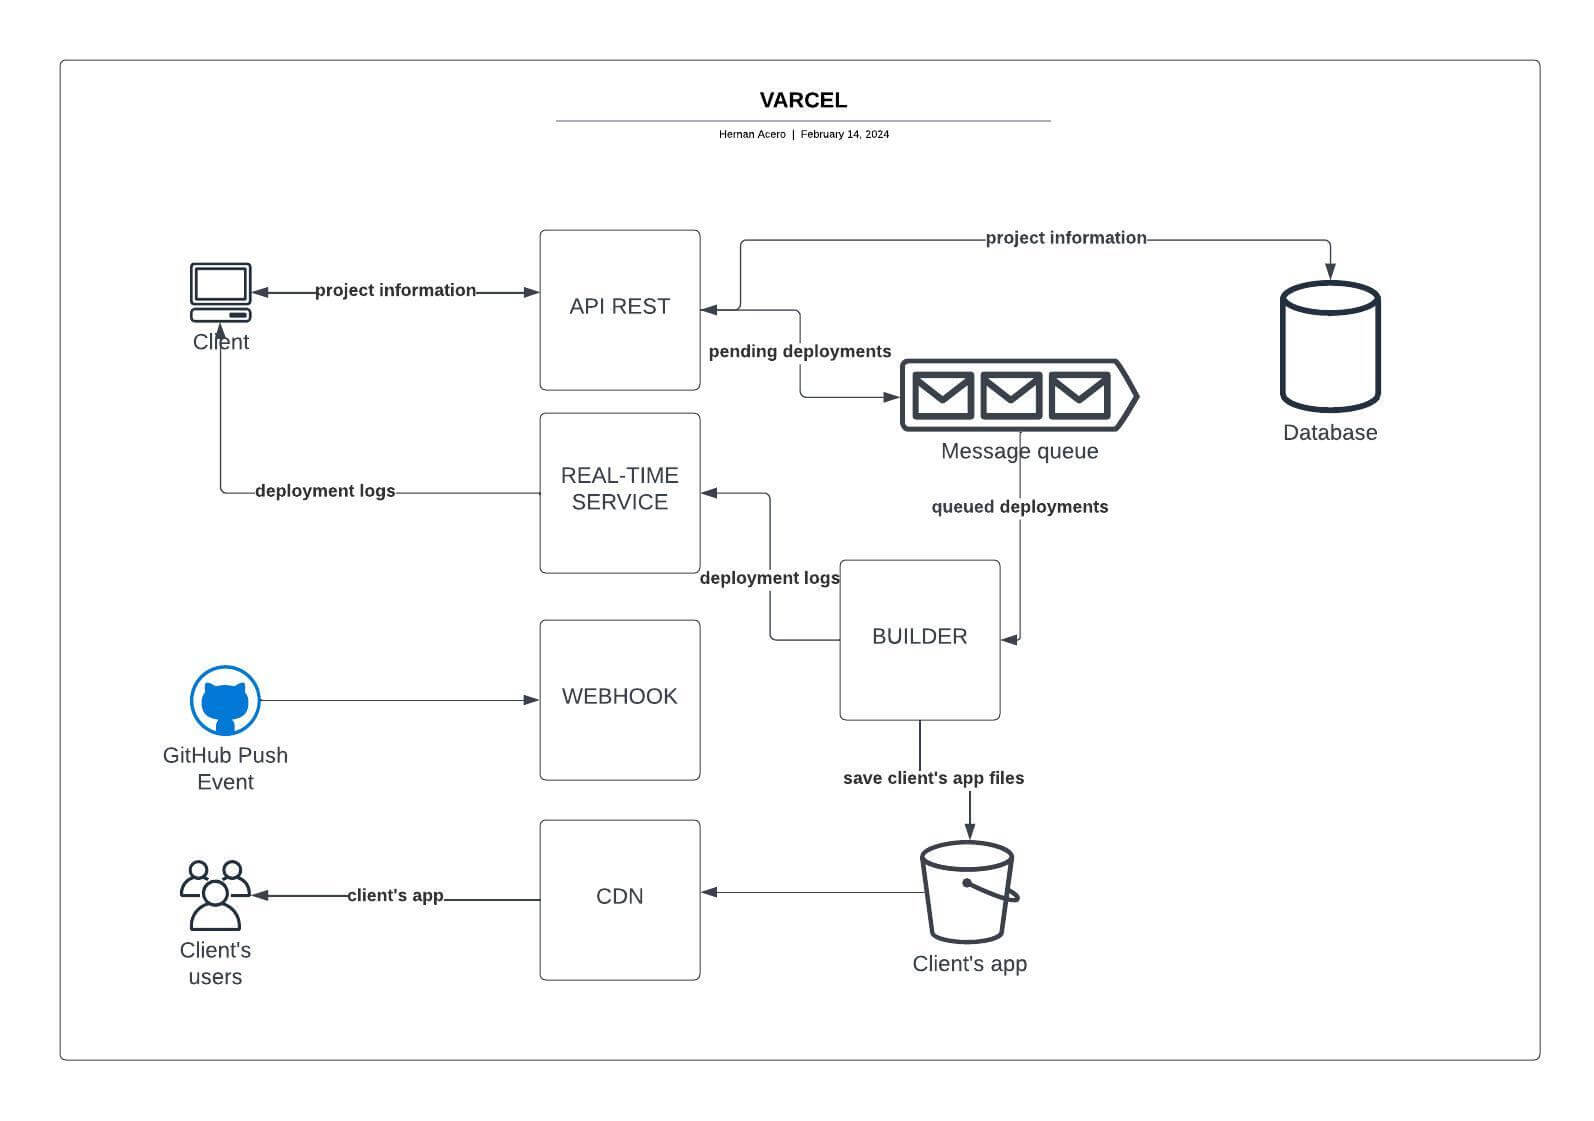 VARCEL
Hernan Acero | February 14, 2024
project information
project information
API REST
Client
pending deployments
Database
Message queue
REAL-TIME
SERVICE
deployment logs
queued deployments
deployment logs
BUILDER
WEBHOOK
GitHub Push
Event
save client's app files
client's app
CDN
Client's
users
Client's app